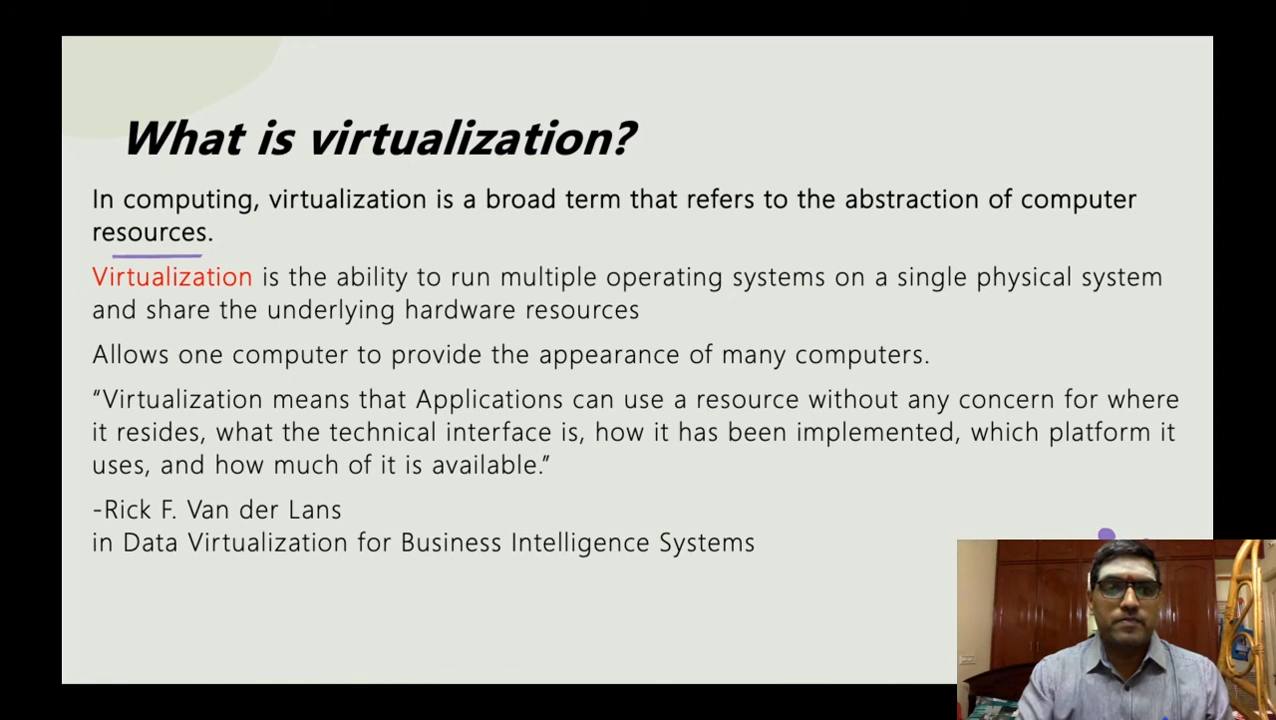 What is virtualization?
In computing, virtualization is a broad term that refers to the abstraction of computer
resources.
Virtualization is the ability to run multiple operating systems on a single physical system
and share the underlying hardware resources
Allows one computer to provide the appearance of many computers.
“Virtualization means that Applications can use a resource without any concern for where
it resides, what the technical interface is, how it has been implemented, which platform it
uses, and how much of it is available.”
-Rick F. Van der Lans
in Data Virtualization for Business Intelligence Systems